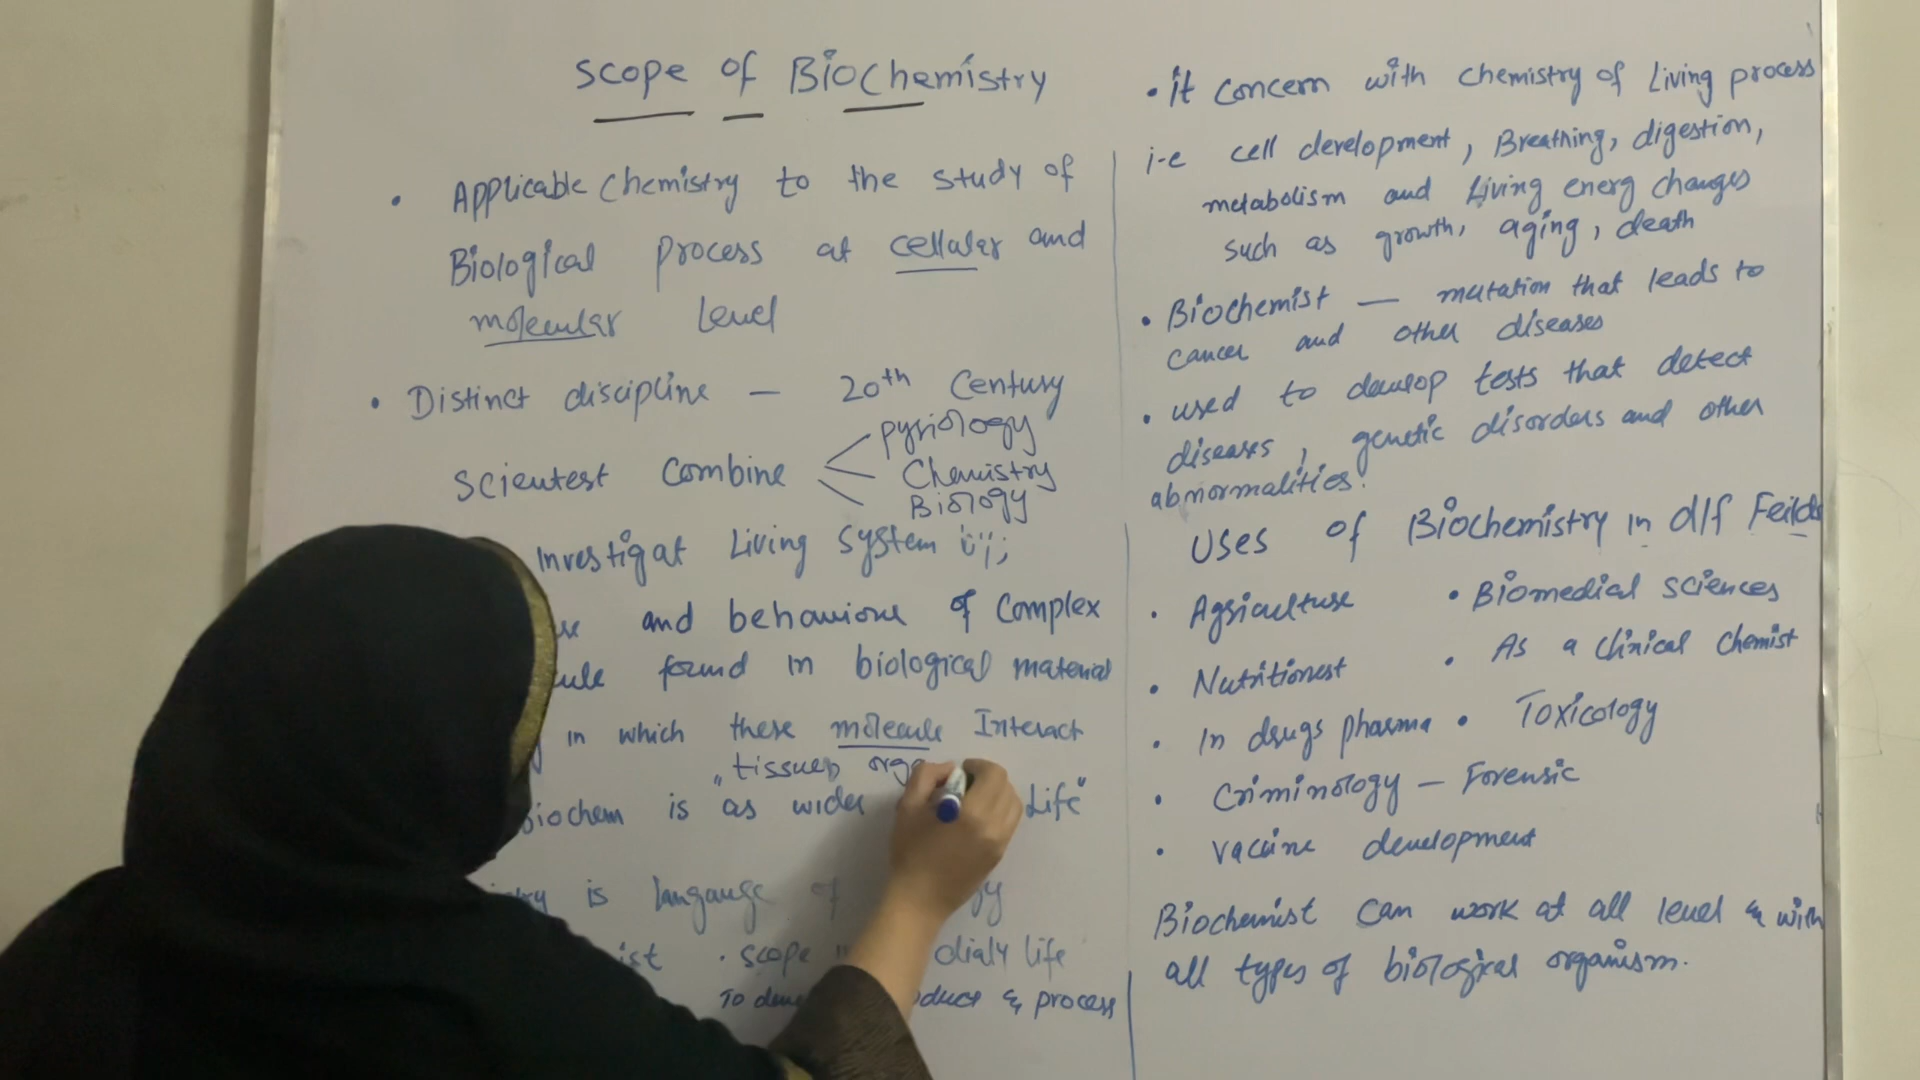 Scope of Biochemistry
• Applicable Chemistry to the study of
Biological process at cellular and
molecular Level
• Distinct discipline — 20th Century
Scientest Combine
pysiology
Chemistry
Biology
Investigat Living System
and behaviour of Complex
found in biological material
in which these molecule Interact
"tissues
is as wider Life"
is langauge of
• scope dialy life
To & process
• it concern with chemistry of Living process
i-e cell development, Breathing, digestion,
metabolism and Living energ changes
such as growth, aging, death
• Biochemist — mutation that leads to
cancer and other diseases
• used to develop tests that detect
diseases, genetic disorders and other
abnormalities.
Uses of Biochemistry in d/f Feilds
• Agriculture
• Nutritionest
• In drugs pharma
• Criminology — Forensic
• vaccine development
• Biomedial sciences
• As a clinical chemist
• Toxicology
Biochemist can work at all level & with
all types of biological organism.